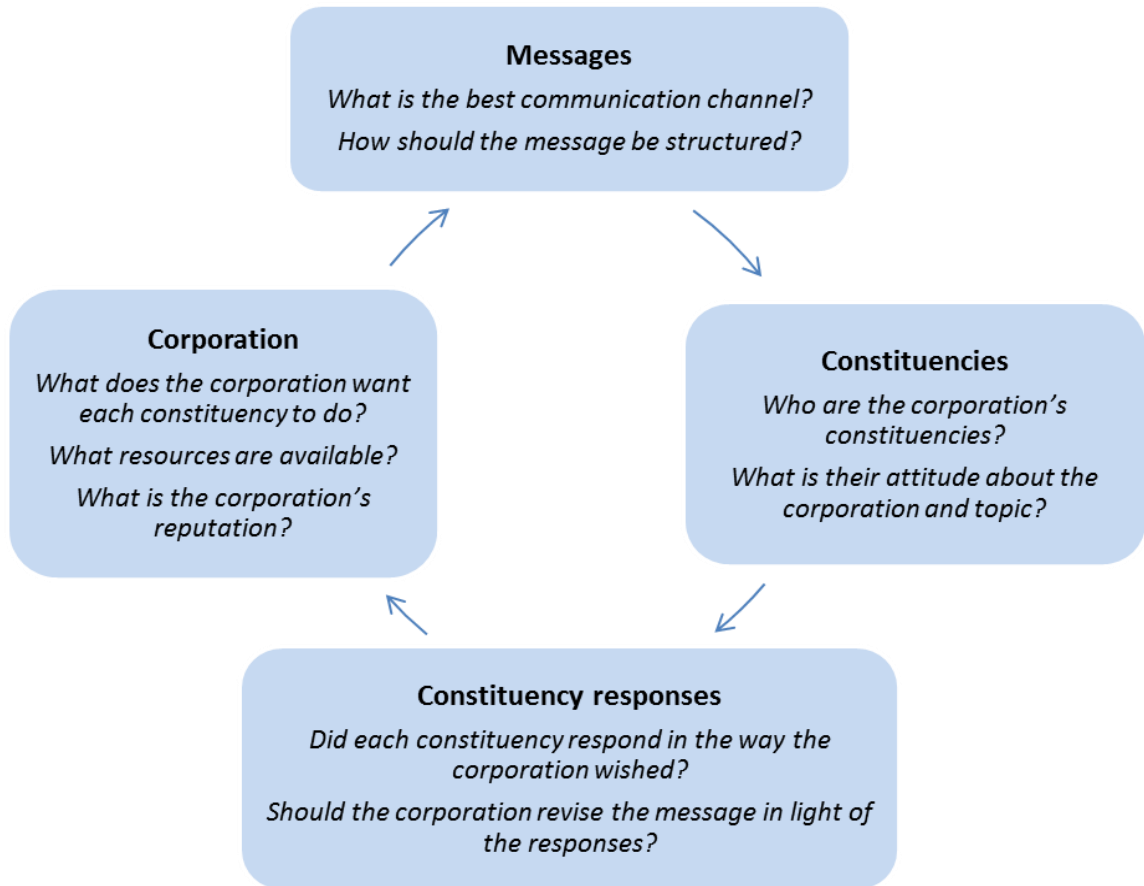 Messages
What is the best communication channel?
How should the message be structured?
Corporation
What does the corporation want
each constituency to do?
What resources are available?
What is the corporation’s
reputation?
Constituencies
Who are the corporation’s
constituencies?
What is their attitude about the
corporation and topic?
Constituency responses
Did each constituency respond in the way the
corporation wished?
Should the corporation revise the message in light of
the responses?